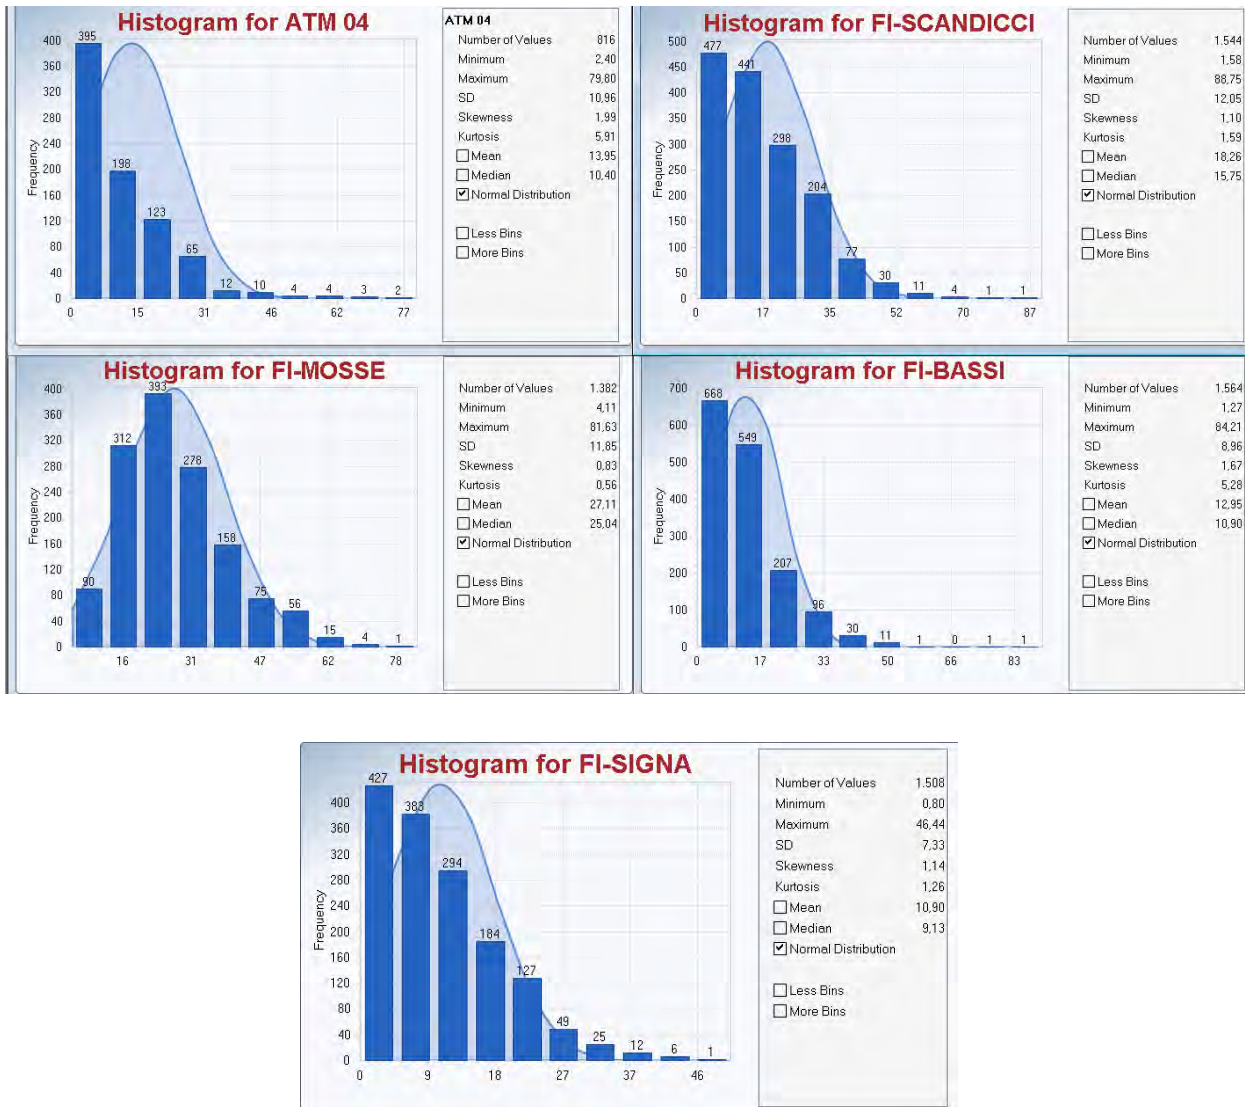 Histogram for ATM 04
Frequency
400
360
320
280
240
200
160
120
80
40
0
395
198
123
65
12
10
4
4
3
2
0 15 31 46 62 77
ATM 04
Number of Values 816
Minimum 2,40
Maximum 79,80
SD 10,96
Skewness 1,99
Kurtosis 5,91
Mean 13,95
Median 10,40
Normal Distribution
Less Bins
More Bins
Histogram for FI-SCANDICCI
Frequency
500
450
400
350
300
250
200
150
100
50
0
477
441
298
204
77
30
11
4
1
1
0 17 35 52 70 87
Number of Values 1.544
Minimum 1,58
Maximum 88,75
SD 12,05
Skewness 1,10
Kurtosis 1,59
Mean 18,26
Median 15,75
Normal Distribution
Less Bins
More Bins
Histogram for FI-MOSSE
Frequency
400
360
320
280
240
200
160
120
80
40
0
90
312
393
278
158
75
56
15
4
1
16 31 47 62 78
Number of Values 1.382
Minimum 4,11
Maximum 81,63
SD 11,85
Skewness 0,83
Kurtosis 0,56
Mean 27,11
Median 25,04
Normal Distribution
Less Bins
More Bins
Histogram for FI-BASSI
Frequency
700
600
500
400
300
200
100
0
668
549
207
96
30
11
1
0
1
1
0 17 33 50 66 83
Number of Values 1.564
Minimum 1,27
Maximum 84,21
SD 8,96
Skewness 1,67
Kurtosis 5,28
Mean 12,95
Median 10,90
Normal Distribution
Less Bins
More Bins
Histogram for FI-SIGNA
Frequency
400
360
320
280
240
200
160
120
80
40
0
427
383
294
184
127
49
25
12
6
1
0 9 18 27 37 46
Number of Values 1.508
Minimum 0,80
Maximum 46,44
SD 7,33
Skewness 1,14
Kurtosis 1,26
Mean 10,90
Median 9,13
Normal Distribution
Less Bins
More Bins